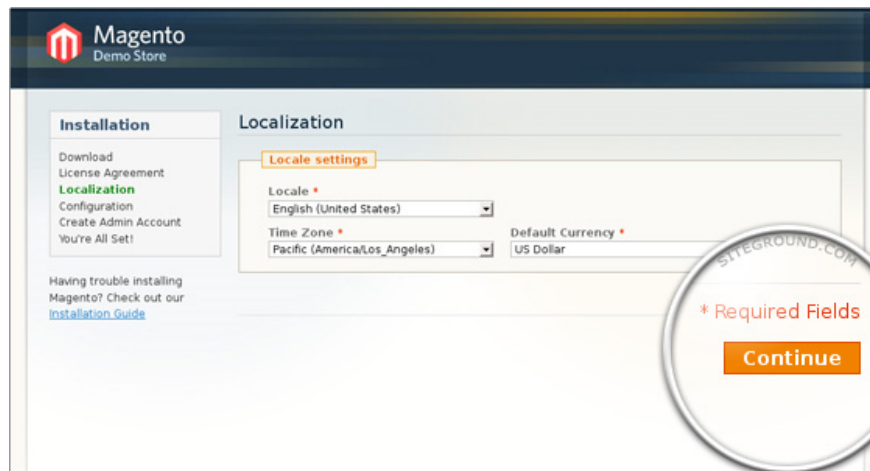 Magento
Demo Store
Installation
Download
License Agreement
Localization
Configuration
Create Admin Account
You're All Set!
Having trouble installing
Magento? Check out our
Installation Guide
Localization
Locale settings
Locale *
English (United States)
Time Zone * Default Currency *
Pacific (America/Los_Angeles) US Dollar
SITEGROUND.COM
* Required Fields
Continue